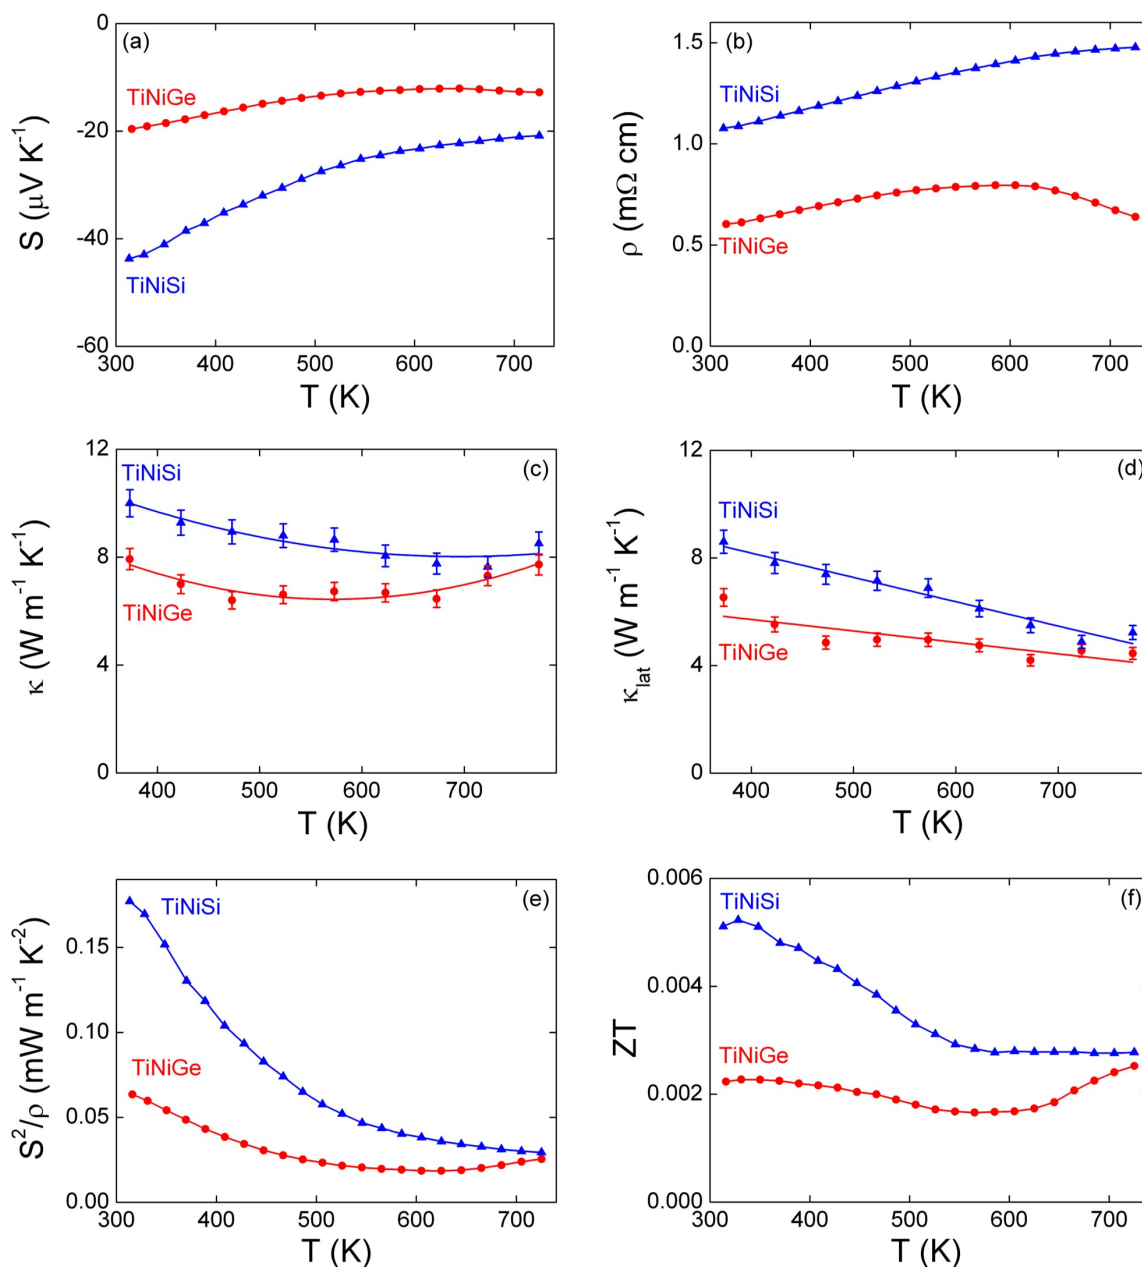 (a)
0
-20
-40
-60
S (μV K⁻¹)
TiNiGe
TiNiSi
300 400 500 600 700
T (K)
(b)
1.5
1.0
0.5
0.0
ρ (mΩ cm)
TiNiSi
TiNiGe
300 400 500 600 700
T (K)
(c)
12
8
4
0
κ (W m⁻¹ K⁻¹)
TiNiSi
TiNiGe
400 500 600 700
T (K)
(d)
12
8
4
0
κlat (W m⁻¹ K⁻¹)
TiNiSi
TiNiGe
400 500 600 700
T (K)
(e)
0.15
0.10
0.05
0.00
S²/ρ (mW m⁻¹ K⁻²)
TiNiSi
TiNiGe
300 400 500 600 700
T (K)
(f)
0.006
0.004
0.002
0.000
ZT
TiNiSi
TiNiGe
300 400 500 600 700
T (K)